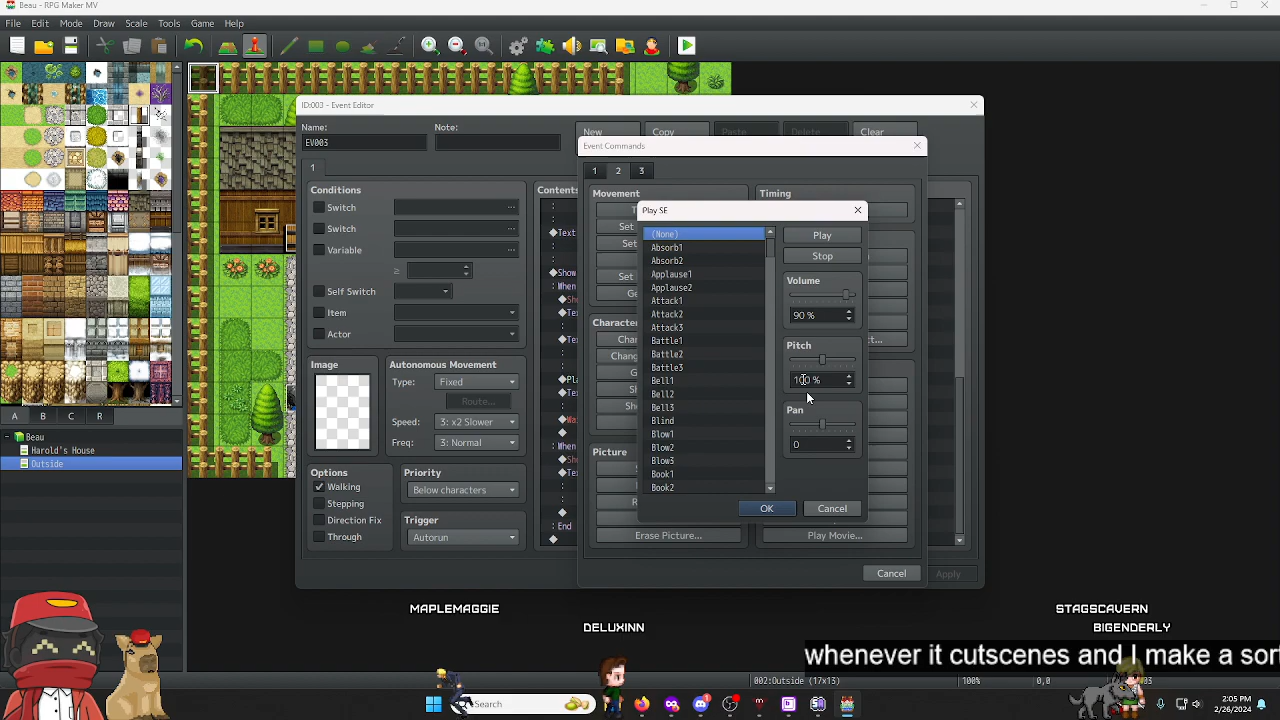 Beau - RPG Maker MV
File Edit Mode Draw Scale Tools Game Help
ID:003 - Event Editor
Name:
Note:
EV003
New Copy Paste Delete Clear
Event Commands
1
1 2 3
Conditions
Contents
Movement
Timing
Switch
Switch
Variable
≥
Self Switch
Item
Actor
Image
Autonomous Movement
Type: Fixed
Route...
Speed: 3: x2 Slower
Freq: 3: Normal
Options
Walking
Stepping
Direction Fix
Through
Priority
Below characters
Trigger
Autorun
:
◆Text
:
◆Show
: When
Set
Picture
Erase Picture...
Play Movie...
Cancel
Apply
Play SE
(None)
Absorb1
Absorb2
Applause1
Applause2
Attack1
Attack2
Attack3
Battle1
Battle2
Battle3
Bell1
Bell2
Bell3
Blind
Blow1
Blow2
Blow3
Book1
Book2
Play
Stop
Volume
90 %
Pitch
100 %
Pan
0
OK
Cancel
A B C R
Beau
Harold's House
Outside
MAPLEMAGGIE
DELUXINN
STAGSCAVERN
BIGENDERLY
whenever it cutscenes and I make a sort
002:Outside (17x13)
100%
0,0
Search
2:05 PM
2/26/2024